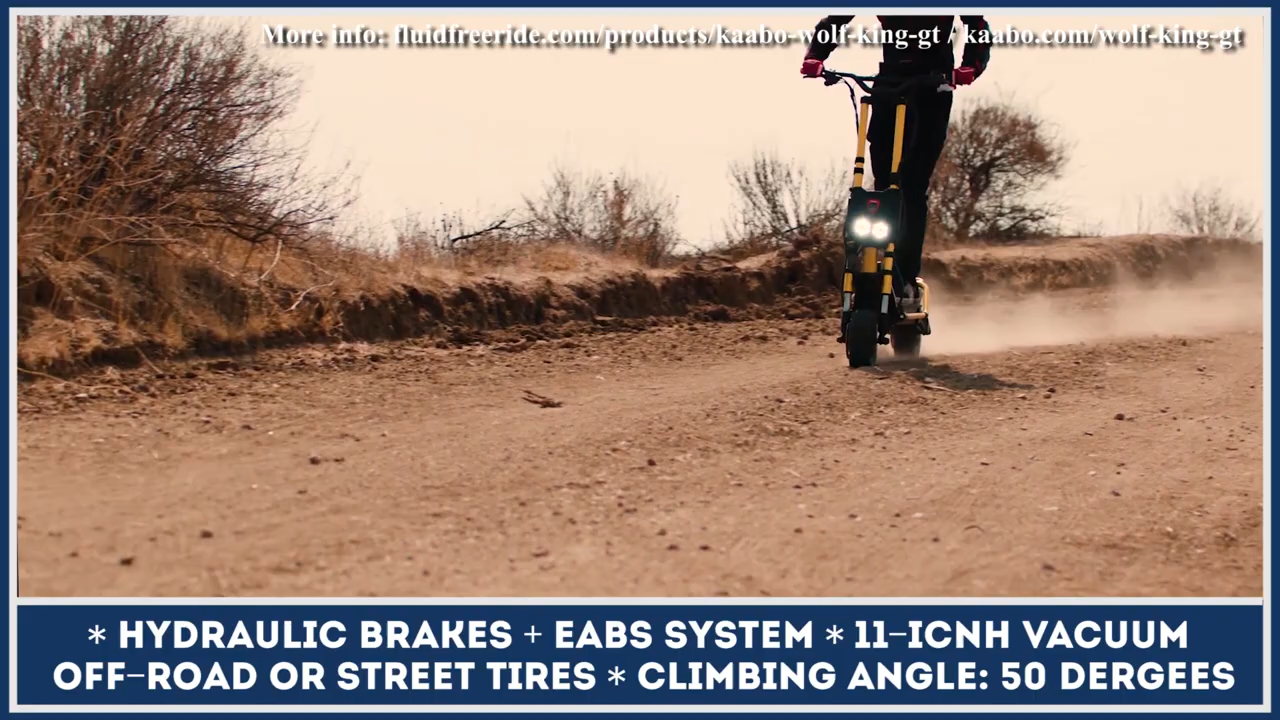 More info: fluidfreeride.com/products/kaabo-wolf-king-gt / kaabo.com/wolf-king-gt
* HYDRAULIC BRAKES + EABS SYSTEM * 11-ICNH VACUUM
OFF-ROAD OR STREET TIRES * CLIMBING ANGLE: 50 DERGEES